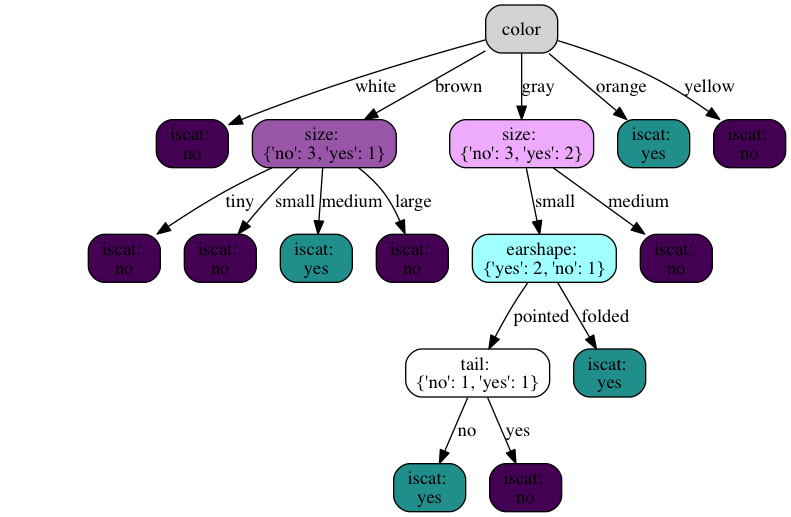 color
white
brown
gray
orange
yellow
iscat:
no
size:
{'no': 3, 'yes': 1}
size:
{'no': 3, 'yes': 2}
iscat:
yes
iscat:
no
tiny
small
medium
large
small
medium
iscat:
no
iscat:
no
iscat:
yes
iscat:
no
earshape:
{'yes': 2, 'no': 1}
iscat:
no
pointed
folded
tail:
{'no': 1, 'yes': 1}
iscat:
yes
no
yes
iscat:
yes
iscat:
no